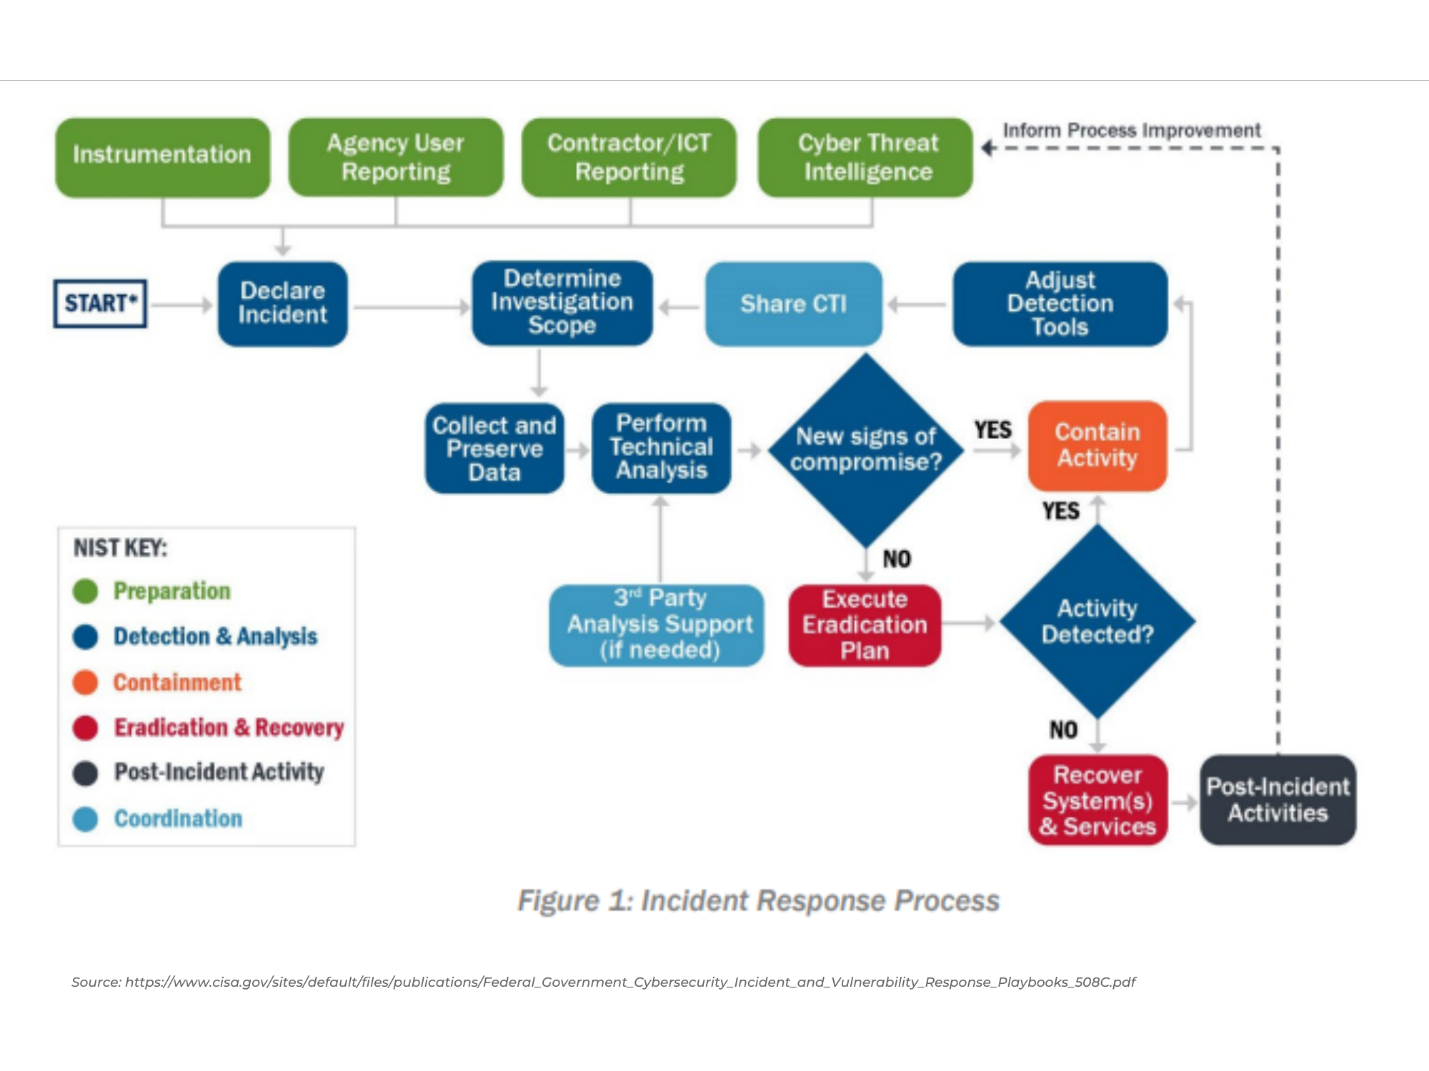 Instrumentation
Agency User
Reporting
Contractor/ICT
Reporting
Cyber Threat
Intelligence
Inform Process Improvement
START*
Declare
Incident
Determine
Investigation
Scope
Share CTI
Adjust
Detection
Tools
Collect and
Preserve
Data
Perform
Technical
Analysis
New signs of
compromise?
YES
Contain
Activity
YES
NO
3rd Party
Analysis Support
(if needed)
Execute
Eradication
Plan
Activity
Detected?
NO
Recover
System(s)
& Services
Post-Incident
Activities
NIST KEY:
Preparation
Detection & Analysis
Containment
Eradication & Recovery
Post-Incident Activity
Coordination
Figure 1: Incident Response Process
Source: https://www.cisa.gov/sites/default/files/publications/Federal_Government_Cybersecurity_Incident_and_Vulnerability_Response_Playbooks_508C.pdf